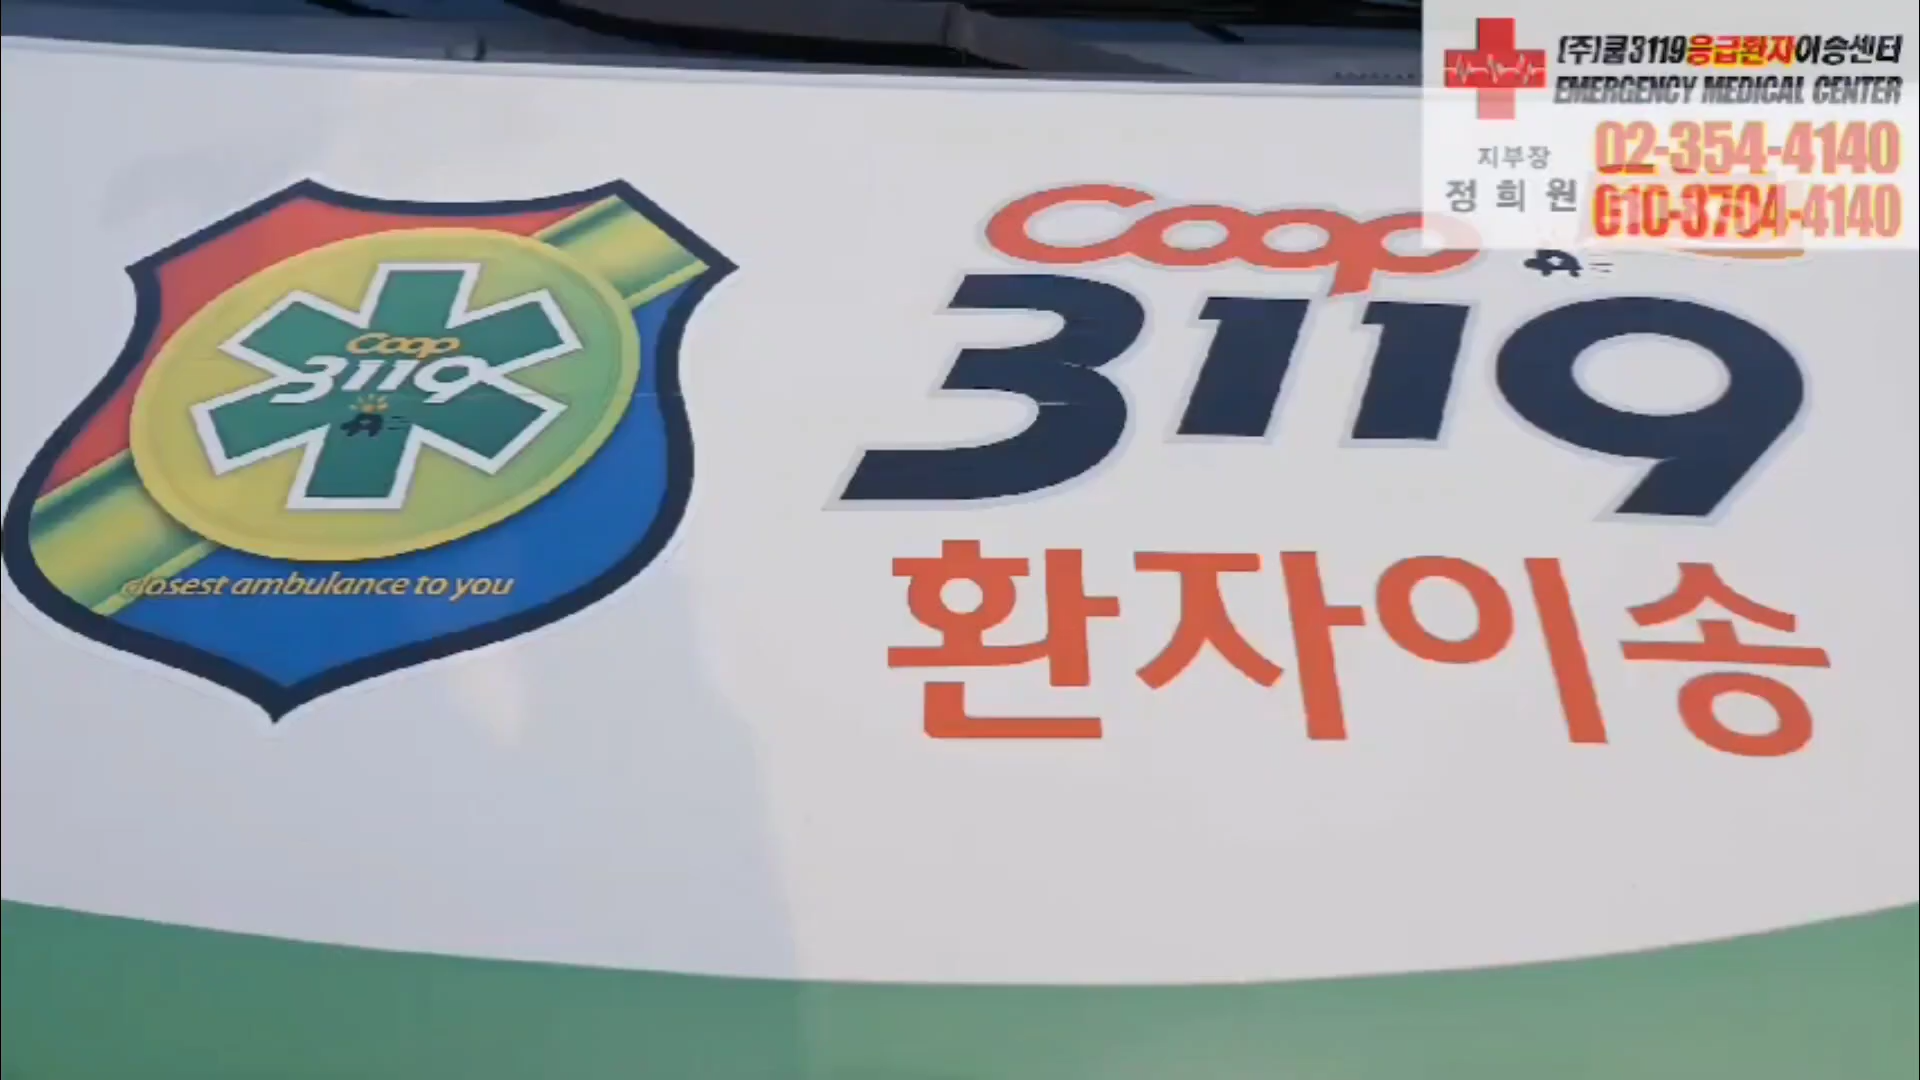 (주)쿱3119응급환자이송센터
EMERGENCY MEDICAL CENTER
지부장
정희원
02-354-4140
010-3704-4140
Coop
3119
환자이송
Coop
3119
closest ambulance to you